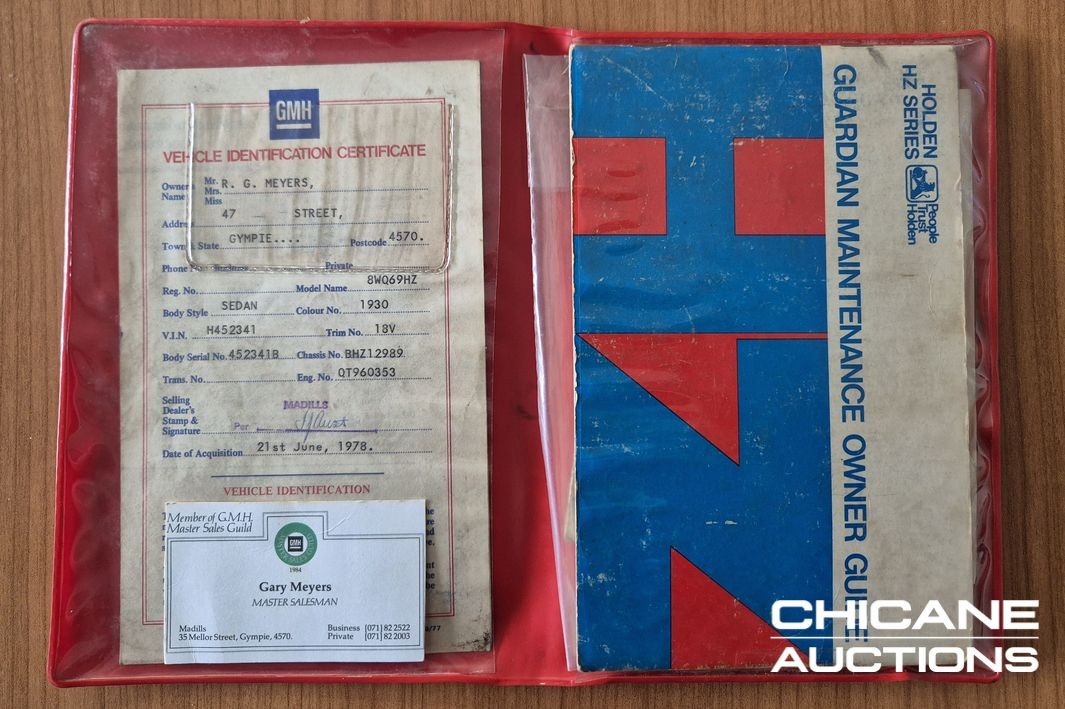 GMH
VEHICLE IDENTIFICATION CERTIFICATE
Owner's Name Mr. Mrs. Miss R. G. MEYERS,
Address 47 STREET,
Town & State GYMPIE.... Postcode 4570.
Phone No. Business Private
Reg. No. Model Name 8WQ69HZ
Body Style SEDAN Colour No. 1930
V.I.N. H452341 Trim No. 18V
Body Serial No. 452341B Chassis No. BHZ12989
Trans. No. Eng. No. QT960353
Selling
Dealer's
Stamp &
Signature
MADILLS
Per
Date of Acquisition 21st June, 1978.
VEHICLE IDENTIFICATION
Member of G.M.H.
Master Sales Guild
GMH
1984
Gary Meyers
MASTER SALESMAN
Madills
35 Mellor Street, Gympie, 4570.
Business [071] 82 2522
Private [071] 82 2003
HOLDEN
HZ SERIES
People
Trust
Holden
GUARDIAN MAINTENANCE OWNER GUIDE
HZ
CHICANE
AUCTIONS